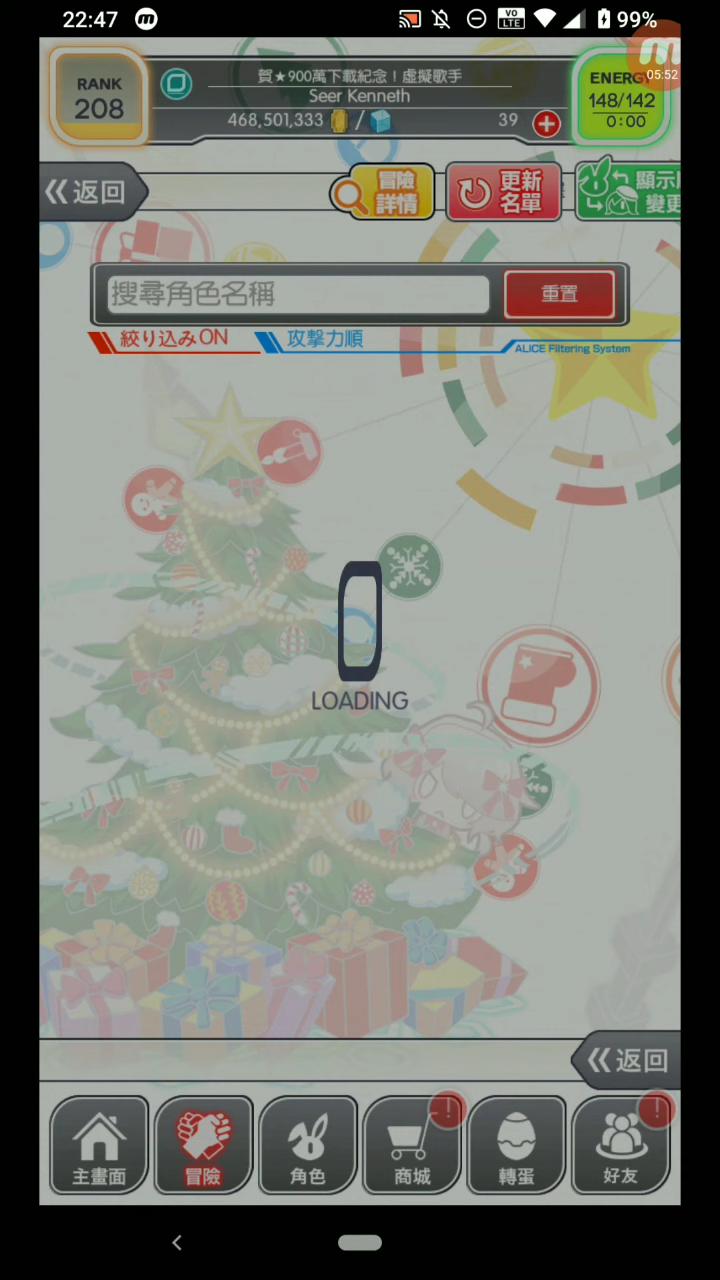 22:47
VO LTE
99%
05:52
RANK
208
賀★900萬下載紀念！虛擬歌手
Seer Kenneth
468,501,333 /
39
ENERGY
148/142
0:00
返回
冒險
詳情
更新
名單
顯示
變更
搜尋角色名稱
重置
絞り込みON
攻撃力順
ALICE Filtering System
LOADING
返回
主畫面
冒險
角色
商城
轉蛋
好友